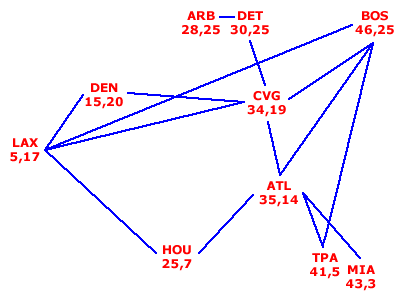 ARB
28,25
DET
30,25
BOS
46,25
DEN
15,20
CVG
34,19
LAX
5,17
ATL
35,14
HOU
25,7
TPA
41,5
MIA
43,3